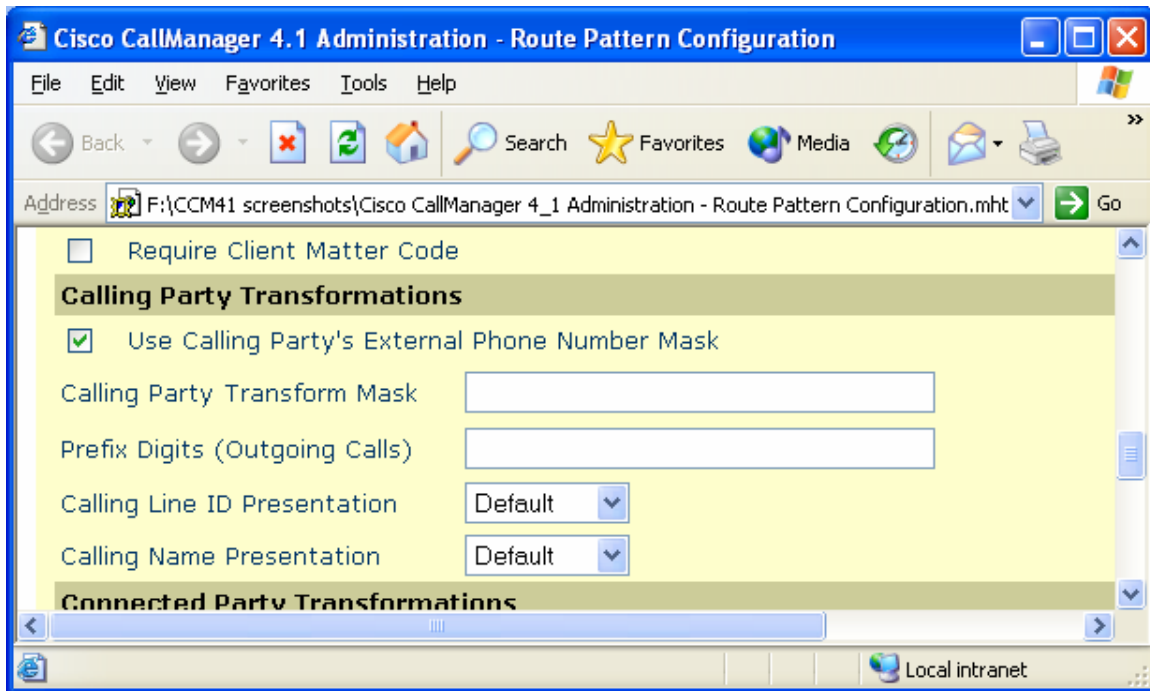 Cisco CallManager 4.1 Administration - Route Pattern Configuration
File Edit View Favorites Tools Help
Back Search Favorites Media »
Address F:\CCM41 screenshots\Cisco CallManager 4_1 Administration - Route Pattern Configuration.mht Go
Require Client Matter Code
Calling Party Transformations
Use Calling Party's External Phone Number Mask
Calling Party Transform Mask
Prefix Digits (Outgoing Calls)
Calling Line ID Presentation Default
Calling Name Presentation Default
Connected Party Transformations
Local intranet